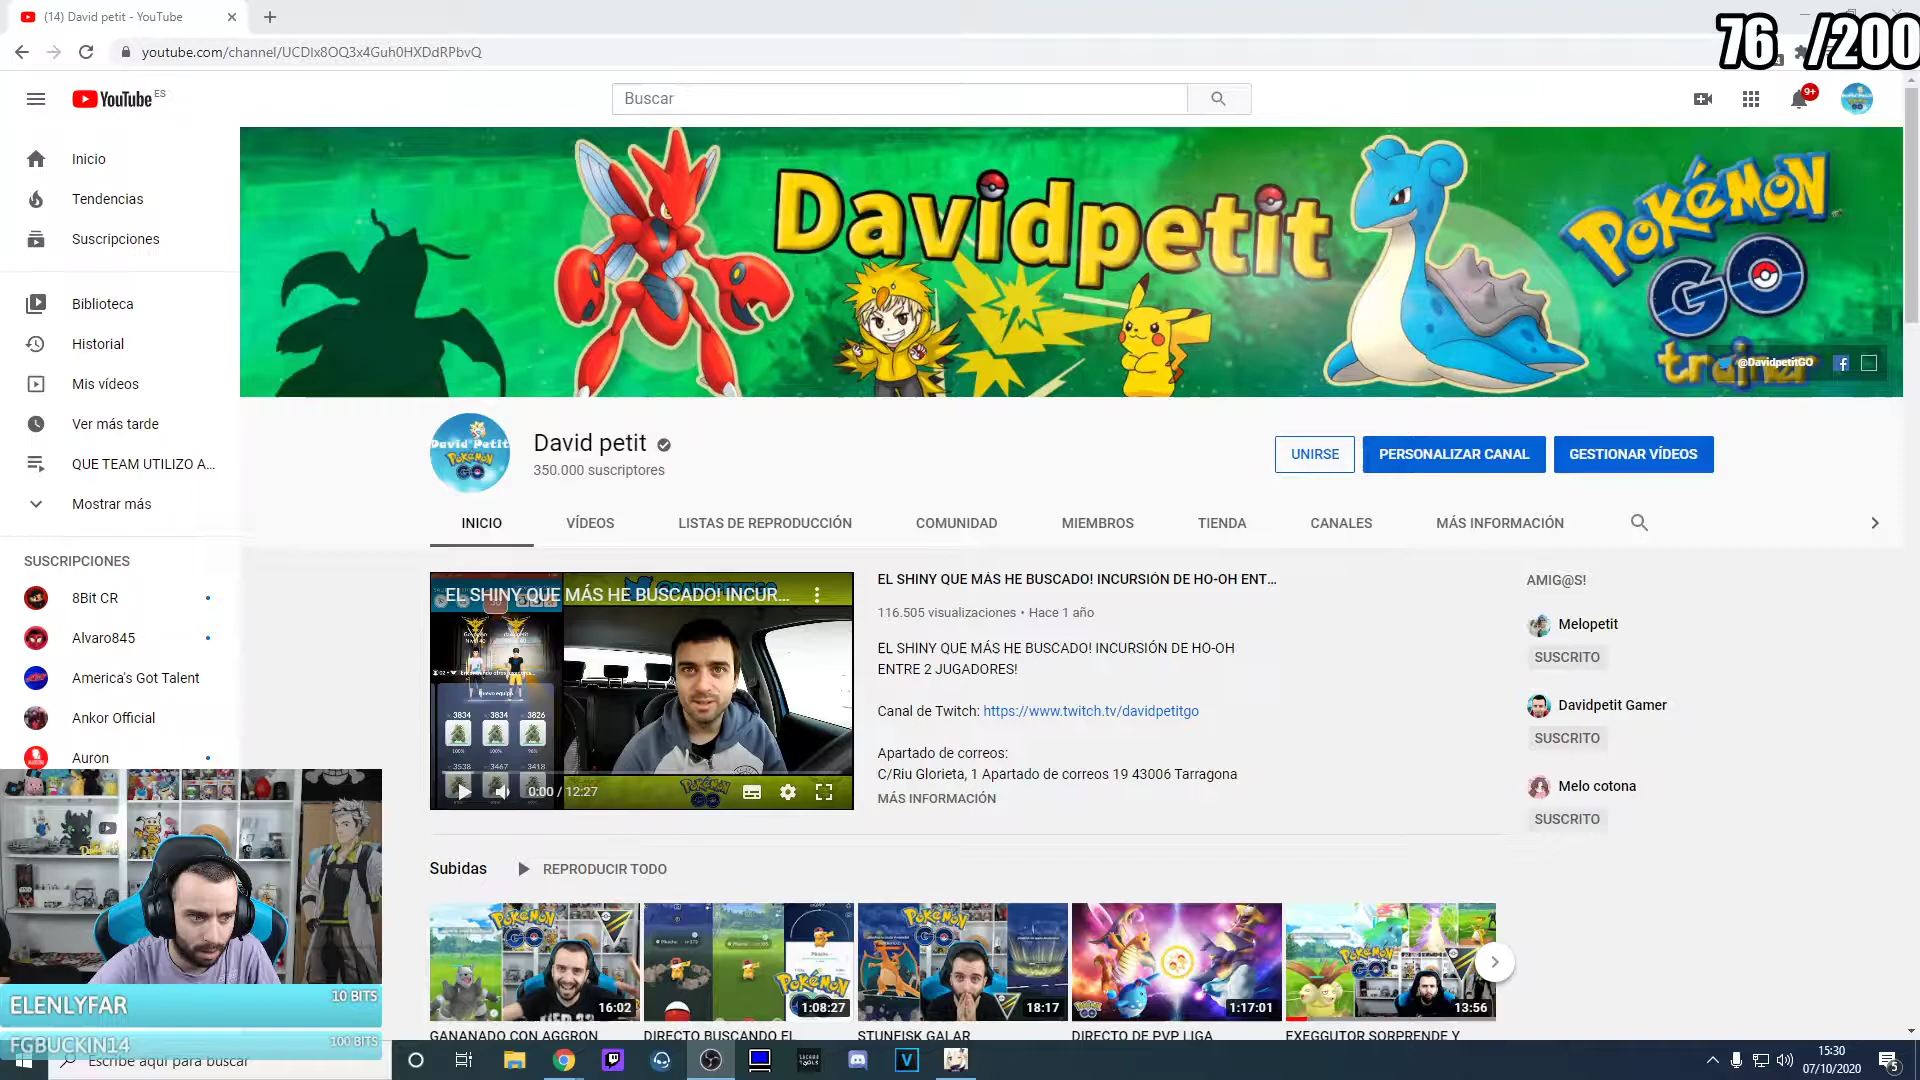 (14) David petit - YouTube
76 /200
youtube.com/channel/UCDIx8OQ3x4Guh0HXDdRPbvQ
YouTube ES
Buscar
9+
Inicio
Tendencias
Suscripciones
Biblioteca
Historial
Mis vídeos
Ver más tarde
QUE TEAM UTILIZO A...
Mostrar más
SUSCRIPCIONES
8Bit CR
Alvaro845
America's Got Talent
Ankor Official
Auron
Davidpetit
POKÉMON
GO
@DavidpetitGO
David petit
350.000 suscriptores
UNIRSE
PERSONALIZAR CANAL
GESTIONAR VÍDEOS
INICIO
VÍDEOS
LISTAS DE REPRODUCCIÓN
COMUNIDAD
MIEMBROS
TIENDA
CANALES
MÁS INFORMACIÓN
EL SHINY QUE MÁS HE BUSCADO! INCUR...
3834 3834 3826
3538 3467 3418
0:00 / 12:27
EL SHINY QUE MÁS HE BUSCADO! INCURSIÓN DE HO-OH ENT...
116.505 visualizaciones • Hace 1 año
EL SHINY QUE MÁS HE BUSCADO! INCURSIÓN DE HO-OH
ENTRE 2 JUGADORES!
Canal de Twitch: https://www.twitch.tv/davidpetitgo
Apartado de correos:
C/Riu Glorieta, 1 Apartado de correos 19 43006 Tarragona
MÁS INFORMACIÓN
AMIG@S!
Melopetit
SUSCRITO
Davidpetit Gamer
SUSCRITO
Melo cotona
SUSCRITO
Subidas
REPRODUCIR TODO
16:02
1:08:27
18:17
1:17:01
13:56
GANANADO CON AGGRON
DIRECTO BUSCANDO EL
STUNFISK GALAR
DIRECTO DE PVP LIGA
EXEGGUTOR SORPRENDE Y
ELENLYFAR 10 BITS
FGBUCKIN14 100 BITS
Escribe aquí para buscar
15:30
07/10/2020
5